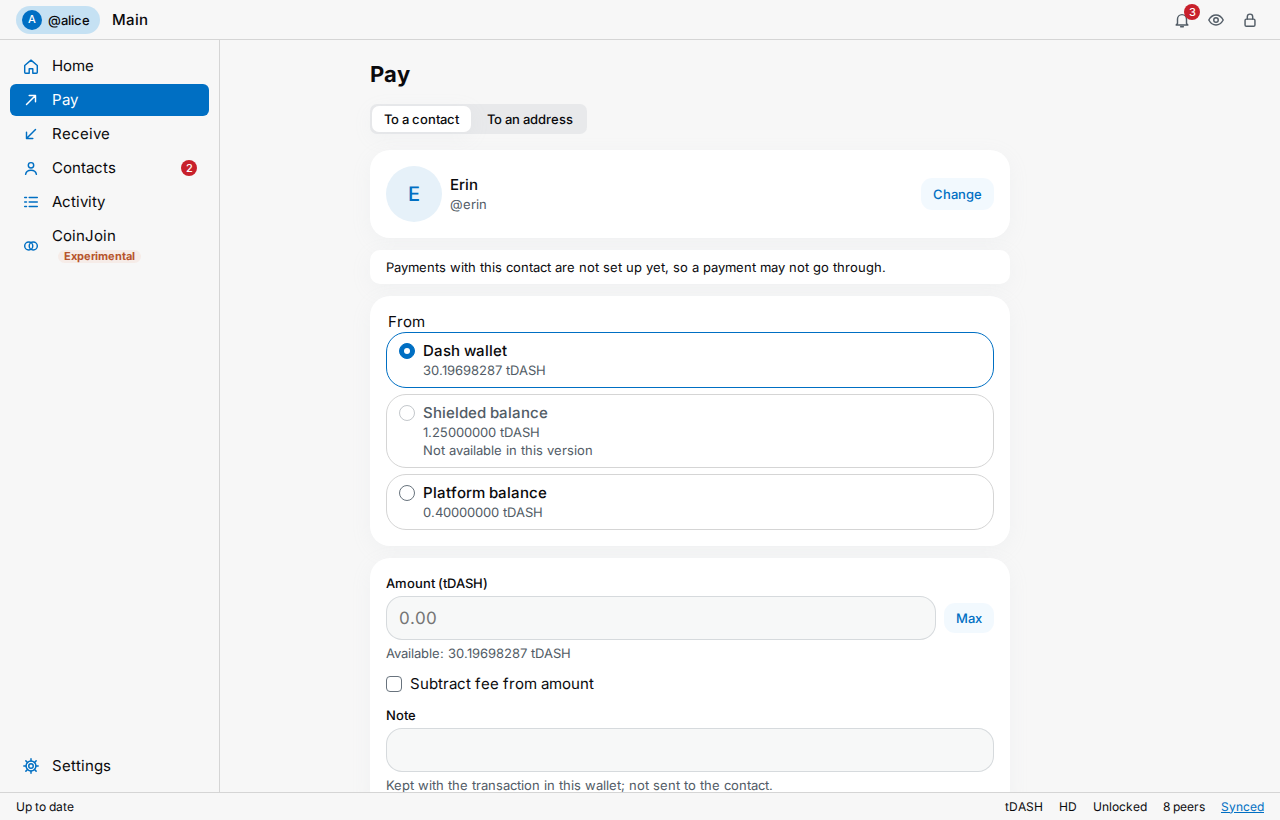 A @alice Main 3
Home
Pay
Receive
Contacts 2
Activity
CoinJoin
Experimental
Settings
Pay
To a contact To an address
E
Erin
@erin
Change
Payments with this contact are not set up yet, so a payment may not go through.
From
Dash wallet
30.19698287 tDASH
Shielded balance
1.25000000 tDASH
Not available in this version
Platform balance
0.40000000 tDASH
Amount (tDASH)
0.00 Max
Available: 30.19698287 tDASH
Subtract fee from amount
Note
Kept with the transaction in this wallet; not sent to the contact.
Up to date tDASH HD Unlocked 8 peers Synced